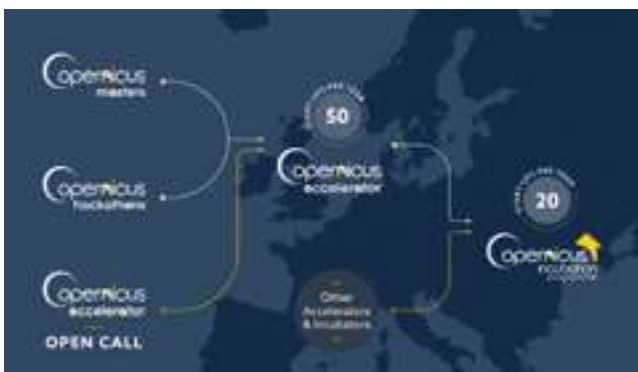 Copernicus
masters
Copernicus
hackathons
Copernicus
accelerator
OPEN CALL
50
Copernicus
accelerator
Other
Accelerators
& Incubators
20
Copernicus
incubation